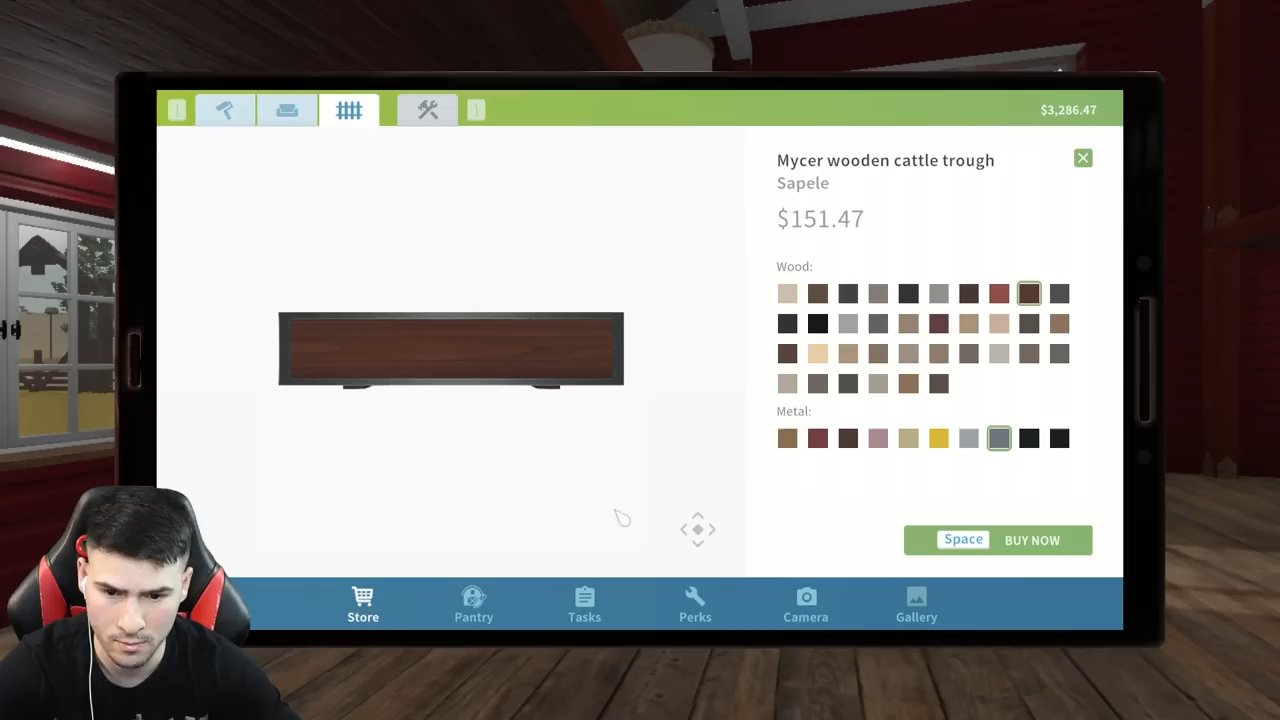 $3,286.47
Mycer wooden cattle trough
Sapele
$151.47
Wood:
Metal:
Space BUY NOW
Store Pantry Tasks Perks Camera Gallery